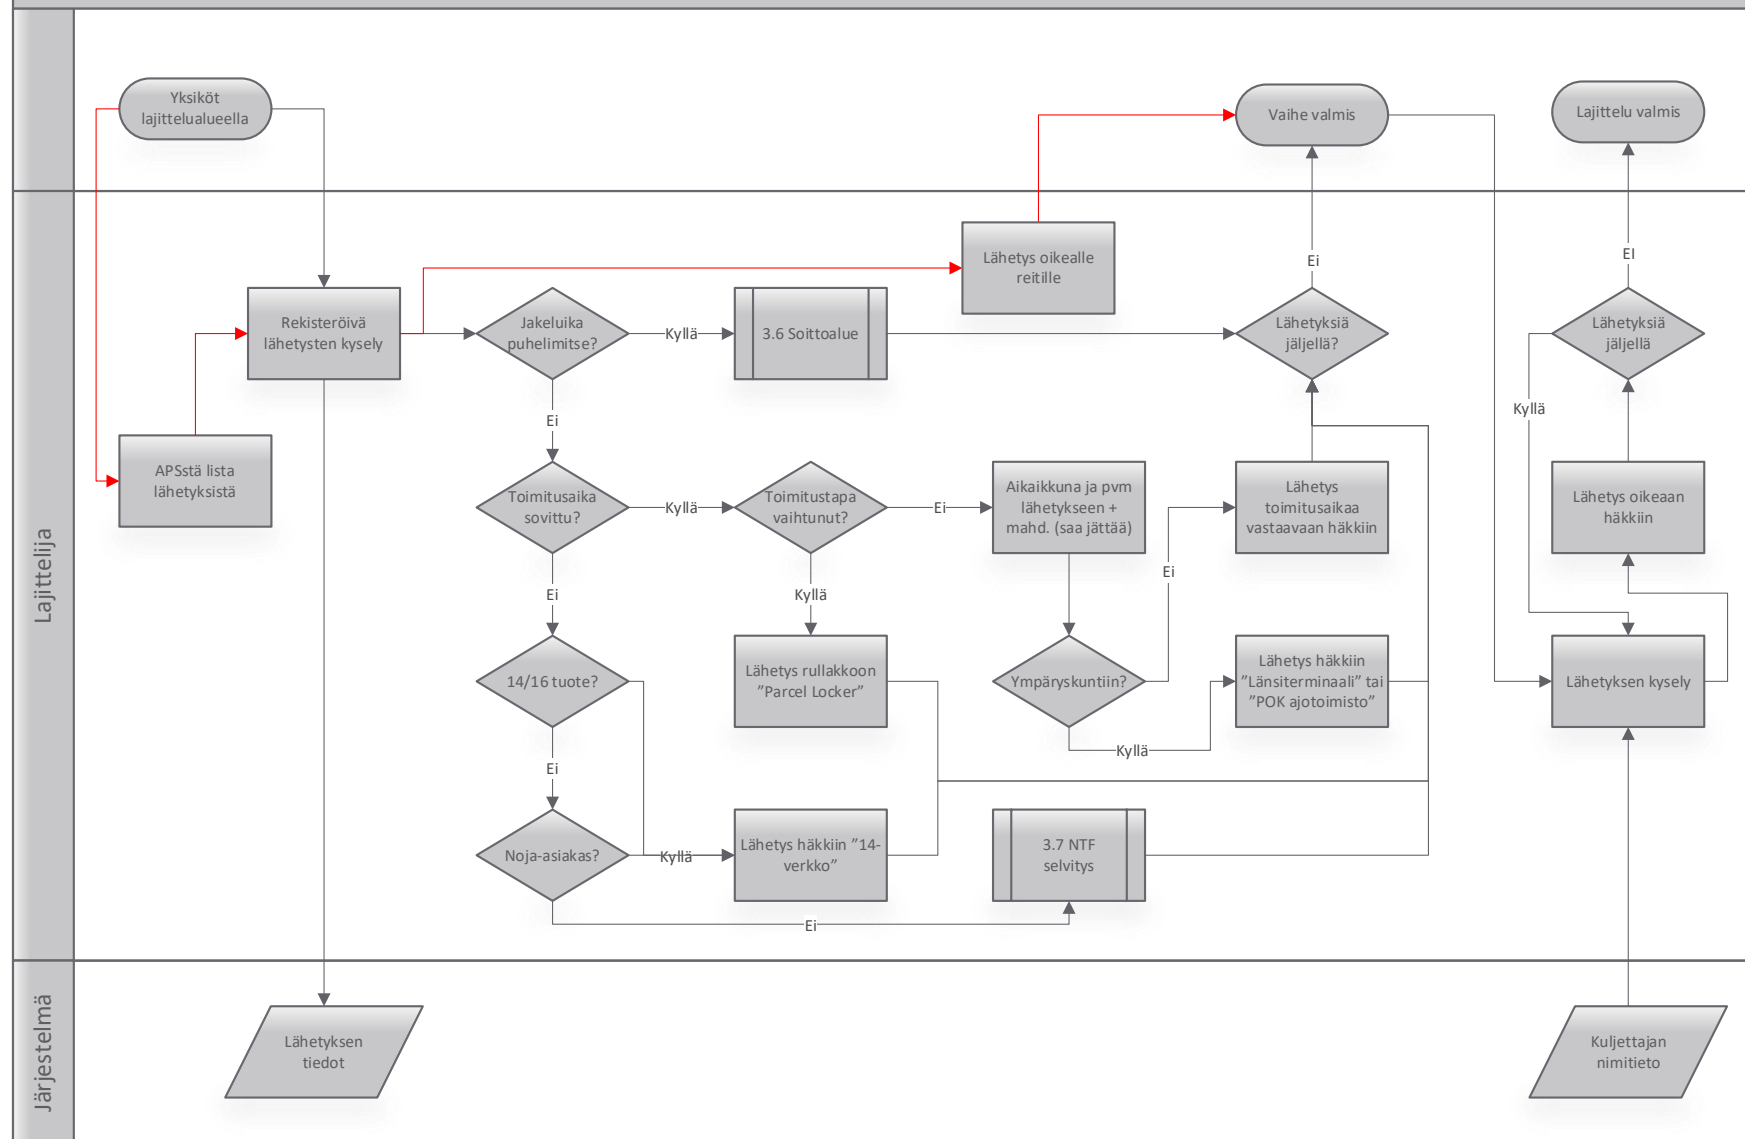 Yksiköt
lajittelualueella
Vaihe valmis
Lajittelu valmis
Lajittelija
Lähetys oikealle
reitille
Ei
EI
Rekisteröivä
lähetysten kysely
Jakeluika
puhelimitse?
Kyllä
3.6 Soittoalue
Lähetyksiä
jäljellä?
Lähetyksiä
jäljellä
Kyllä
Ei
APSstä lista
lähetyksistä
Toimitusaika
sovittu?
Kyllä
Toimitustapa
vaihtunut?
Ei
Aikaikkuna ja pvm
lähetykseen +
mahd. (saa jättää)
Lähetys
toimitusaikaa
vastaavaan häkkiin
Lähetys oikeaan
häkkiin
Ei
Kyllä
Ei
14/16 tuote?
Lähetys rullakkoon
”Parcel Locker”
Ympäryskuntiin?
Lähetys häkkiin
”Länsiterminaali” tai
”POK ajotoimisto”
Lähetyksen kysely
Kyllä
Ei
Noja-asiakas?
Kyllä
Lähetys häkkiin ”14-
verkko”
3.7 NTF
selvitys
Ei
Järjestelmä
Lähetyksen
tiedot
Kuljettajan
nimitieto